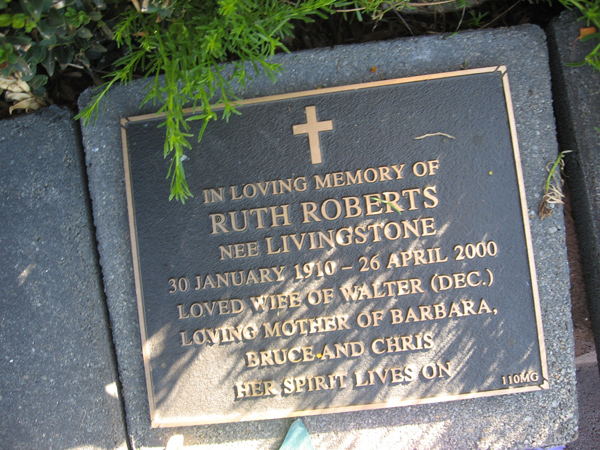 IN LOVING MEMORY OF
RUTH ROBERTS
NEE LIVINGSTONE
30 JANUARY 1910 - 26 APRIL 2000
LOVED WIFE OF WALTER (DEC.)
LOVING MOTHER OF BARBARA,
BRUCE AND CHRIS
HER SPIRIT LIVES ON
110MG